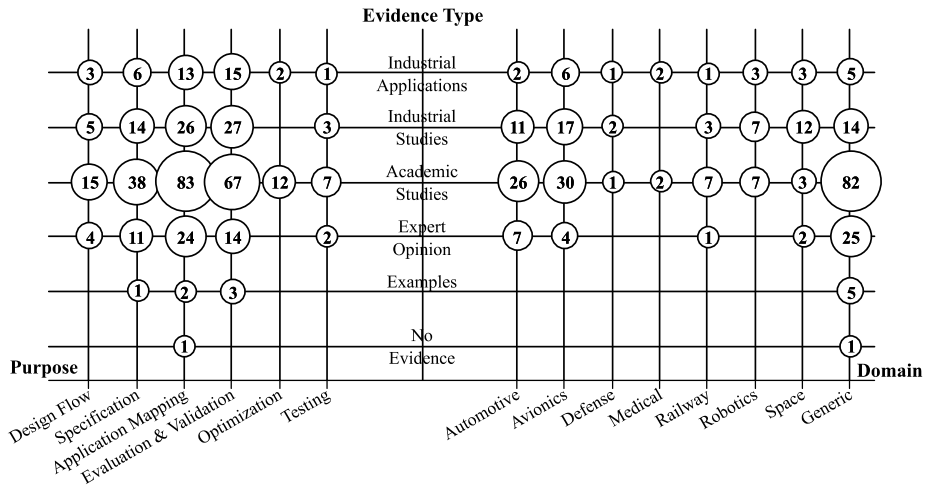 Evidence Type
3 6 13 15 2 1 Industrial Applications 2 6 1 2 1 3 3 5
5 14 26 27 3 Industrial Studies 11 17 2 3 7 12 14
15 38 83 67 12 7 Academic Studies 26 30 1 2 7 7 3 82
4 11 24 14 2 Expert Opinion 7 4 1 2 25
1 2 3 Examples 5
1 No Evidence 1
Purpose
Domain
Design Flow
Specification
Application Mapping
Evaluation & Validation
Optimization
Testing
Automotive
Avionics
Defense
Medical
Railway
Robotics
Space
Generic